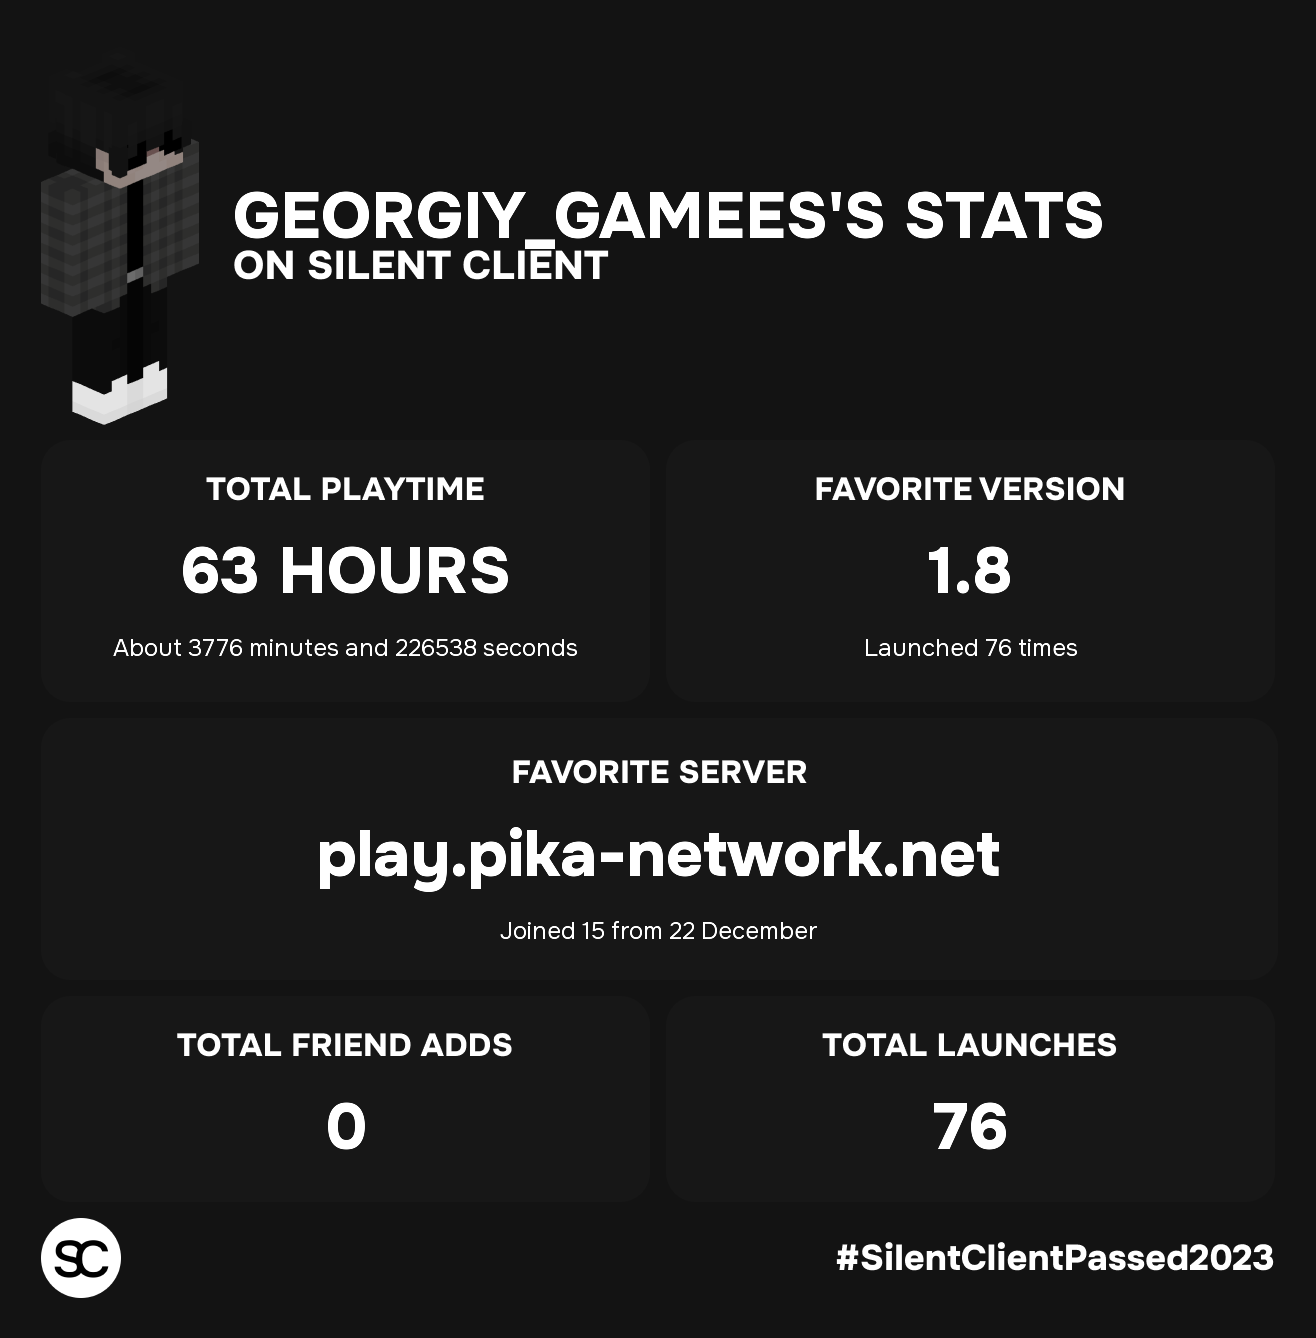 GEORGIY_GAMEES'S STATS
ON SILENT CLIENT
TOTAL PLAYTIME
63 HOURS
About 3776 minutes and 226538 seconds
FAVORITE VERSION
1.8
Launched 76 times
FAVORITE SERVER
play.pika-network.net
Joined 15 from 22 December
TOTAL FRIEND ADDS
0
TOTAL LAUNCHES
76
SC
#SilentClientPassed2023